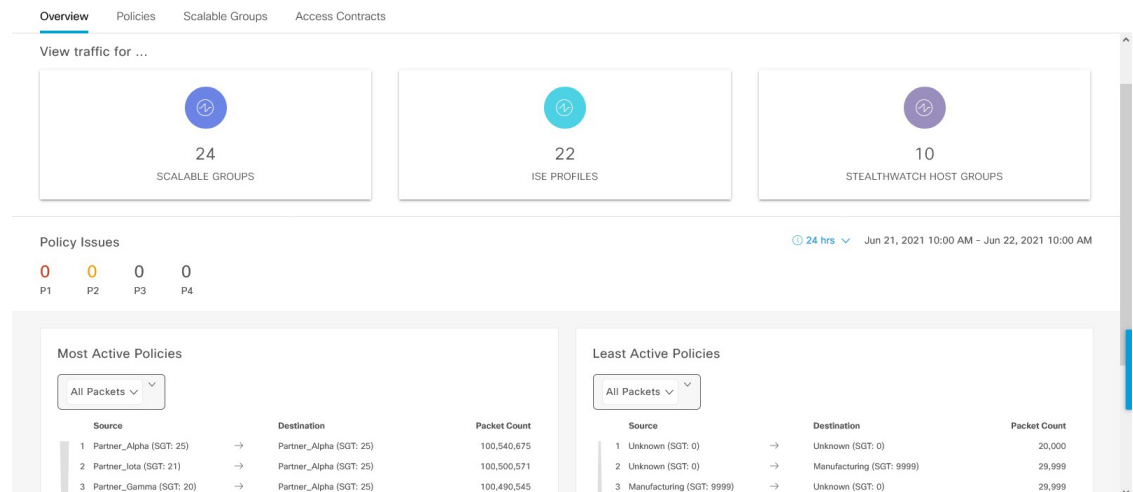 Overview Policies Scalable Groups Access Contracts
View traffic for ...
24 22 10
SCALABLE GROUPS ISE PROFILES STEALTHWATCH HOST GROUPS
Policy Issues 24 hrs Jun 21, 2021 10:00 AM - Jun 22, 2021 10:00 AM
0 0 0 0
P1 P2 P3 P4
Most Active Policies
All Packets
Source Destination Packet Count
1 Partner_Alpha (SGT: 25) → Partner_Alpha (SGT: 25) 100,540,675
2 Partner_Iota (SGT: 21) → Partner_Alpha (SGT: 25) 100,500,571
3 Partner_Gamma (SGT: 20) → Partner_Alpha (SGT: 25) 100,490,545
Least Active Policies
All Packets
Source Destination Packet Count
1 Unknown (SGT: 0) → Unknown (SGT: 0) 20,000
2 Unknown (SGT: 0) → Manufacturing (SGT: 9999) 29,999
3 Manufacturing (SGT: 9999) → Unknown (SGT: 0) 29,999